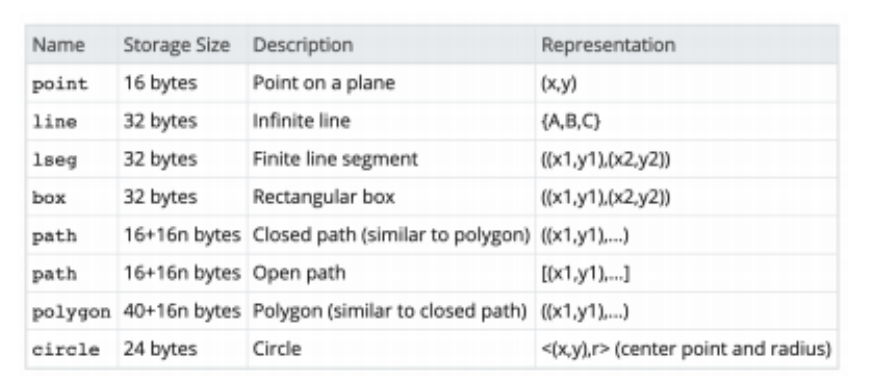 Name Storage Size Description Representation
point 16 bytes Point on a plane (x,y)
line 32 bytes Infinite line {A,B,C}
lseg 32 bytes Finite line segment ((x1,y1),(x2,y2))
box 32 bytes Rectangular box ((x1,y1),(x2,y2))
path 16+16n bytes Closed path (similar to polygon) ((x1,y1),...)
path 16+16n bytes Open path [(x1,y1),...]
polygon 40+16n bytes Polygon (similar to closed path) ((x1,y1),...)
circle 24 bytes Circle <(x,y),r> (center point and radius)